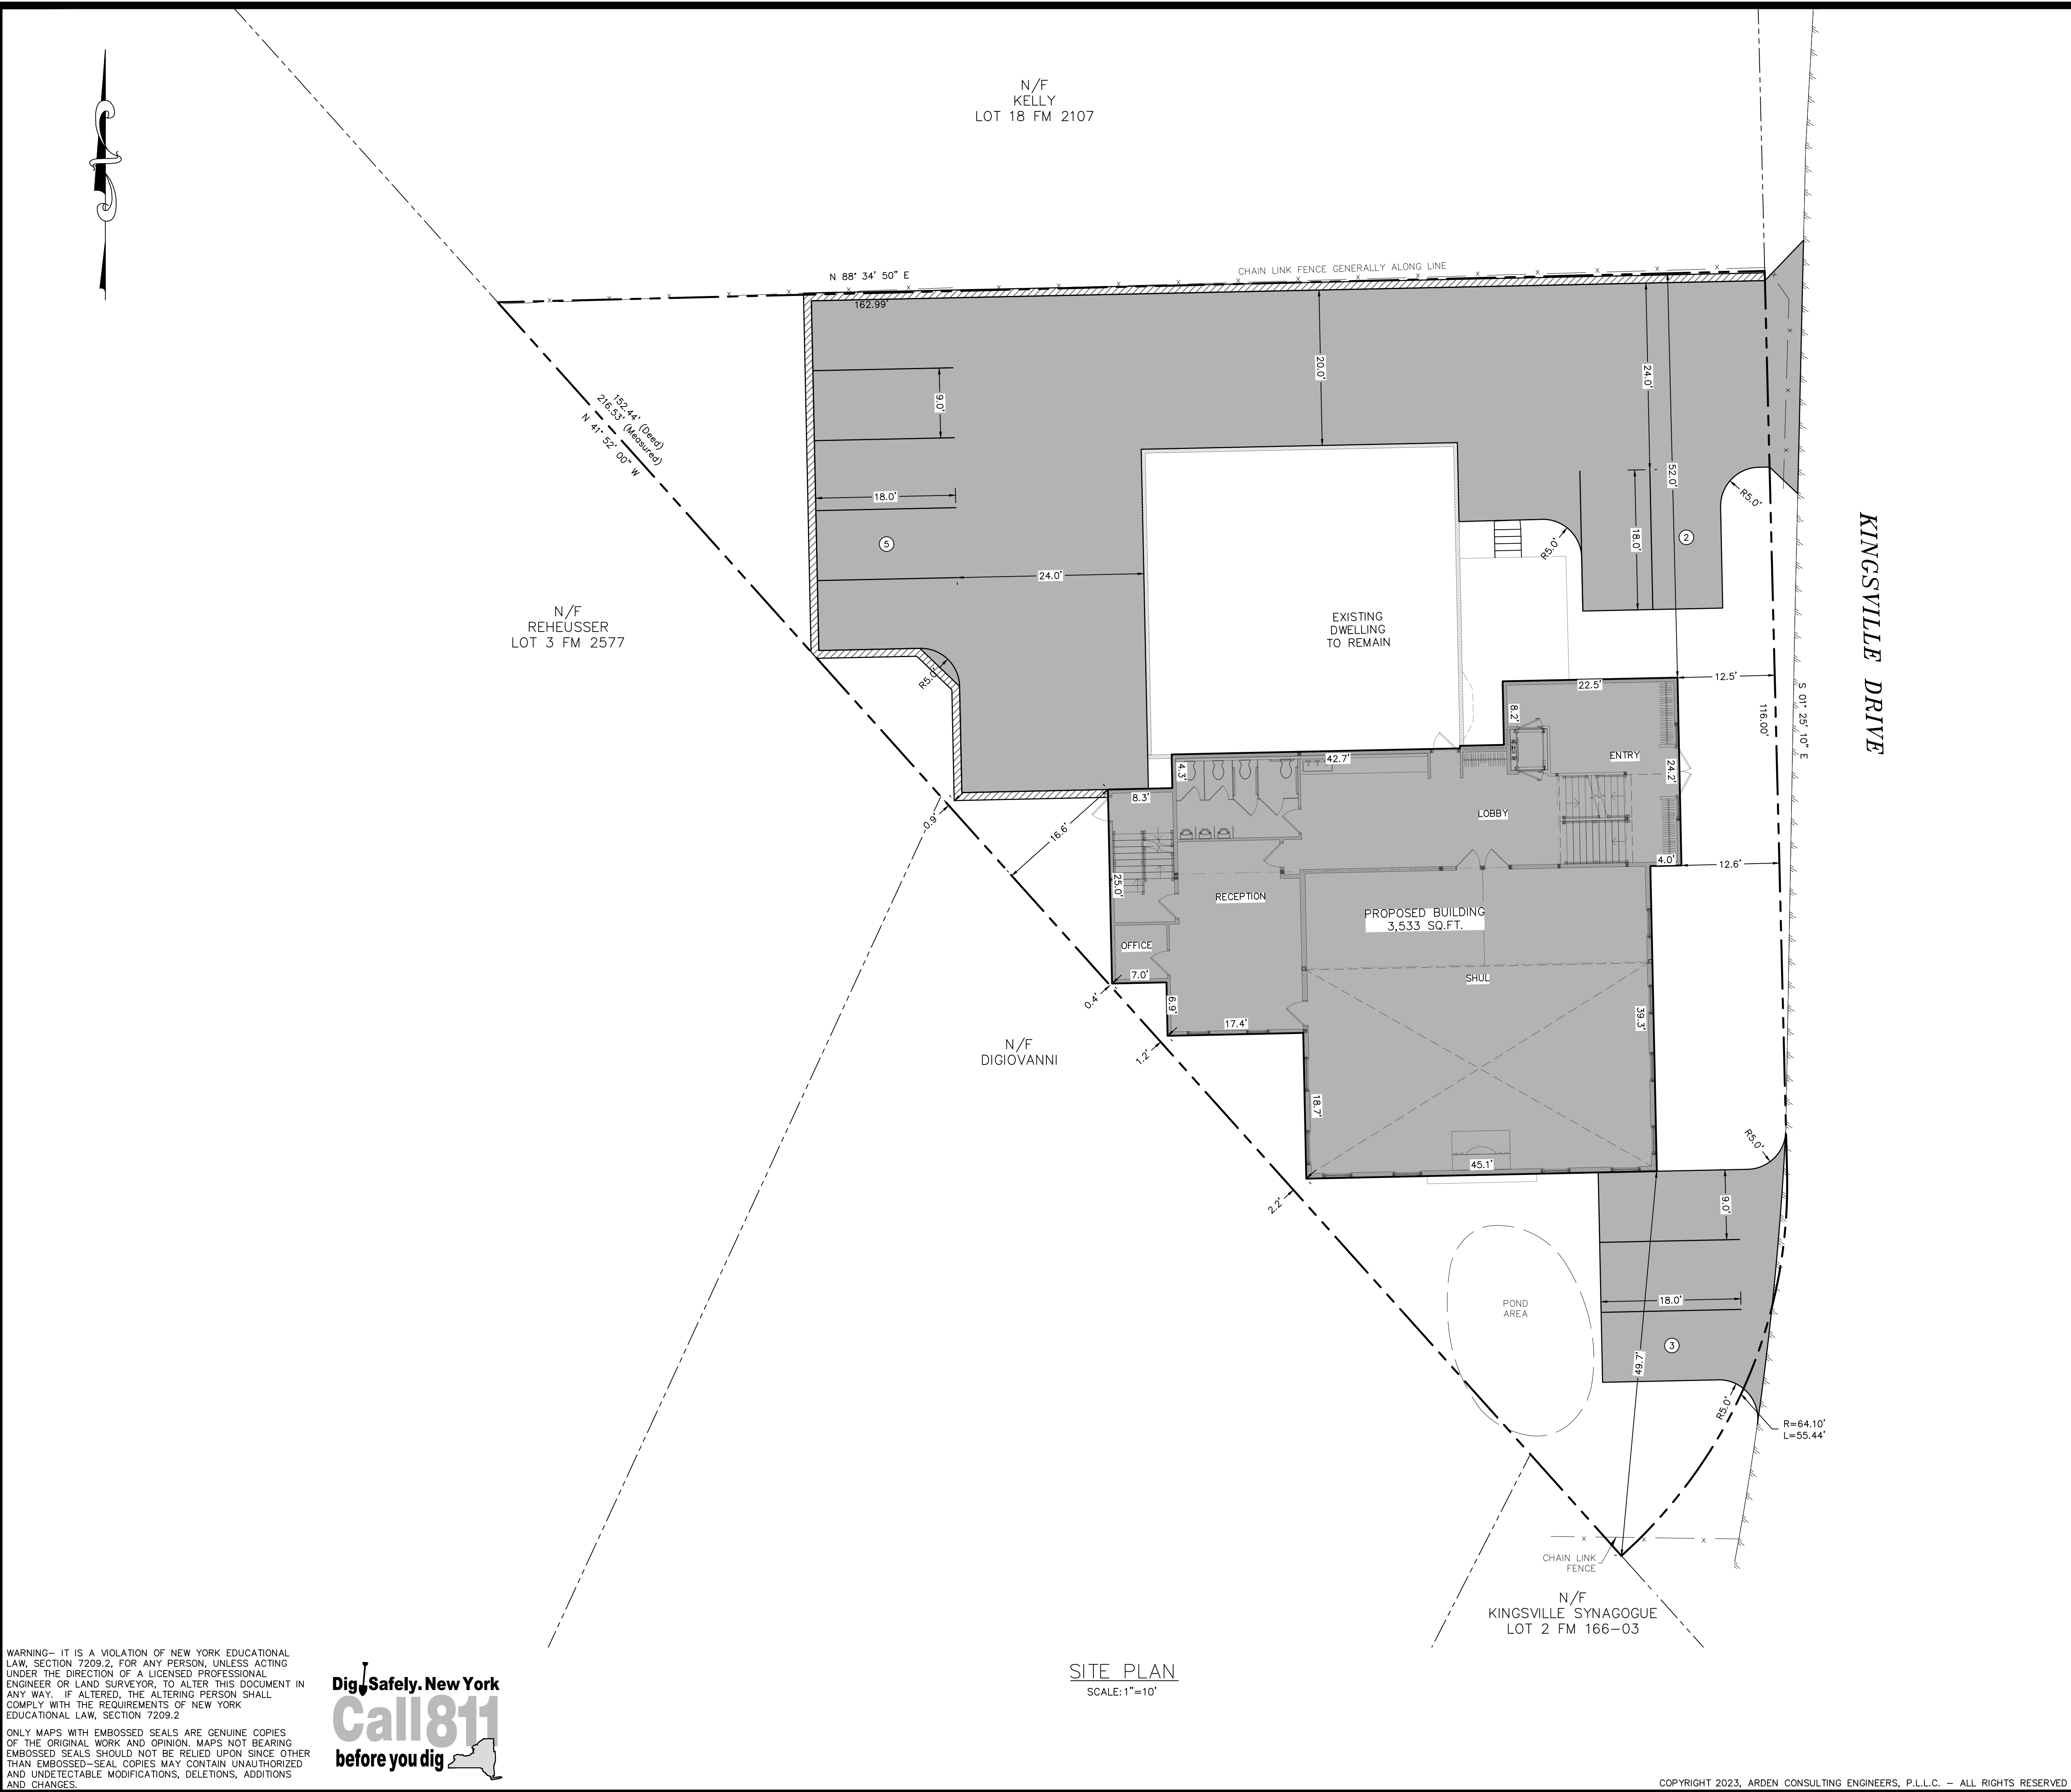 N/F
KELLY
LOT 18 FM 2107
N 88° 34' 50" E
CHAIN LINK FENCE GENERALLY ALONG LINE
162.99'
20.0'
24.0'
52.0'
9.0'
152.44' (Deed)
216.53' (Measured)
N 41° 52' 00" W
18.0'
R5.0'
5
R5.0'
18.0'
2
24.0'
KINGSVILLE DRIVE
N/F
REHEUSSER
LOT 3 FM 2577
EXISTING
DWELLING
TO REMAIN
R5.0'
22.5'
12.5'
8.2'
116.00'
S 01° 25' 10" E
42.7'
4.3'
ENTRY
24.2'
8.3'
0.9'
16.6'
LOBBY
4.0'
12.6'
25.0'
RECEPTION
PROPOSED BUILDING
3,533 SQ.FT.
OFFICE
7.0'
SHUL
0.4'
6.9'
17.4'
39.3'
N/F
DIGIOVANNI
1.2'
18.7'
R5.0'
45.1'
2.2'
9.0'
POND
AREA
18.0'
3
49.7'
R5.0'
R=64.10'
L=55.44'
CHAIN LINK
FENCE
N/F
KINGSVILLE SYNAGOGUE
LOT 2 FM 166-03
SITE PLAN
SCALE: 1"=10'
WARNING- IT IS A VIOLATION OF NEW YORK EDUCATIONAL
LAW, SECTION 7209.2, FOR ANY PERSON, UNLESS ACTING
UNDER THE DIRECTION OF A LICENSED PROFESSIONAL
ENGINEER OR LAND SURVEYOR, TO ALTER THIS DOCUMENT IN
ANY WAY. IF ALTERED, THE ALTERING PERSON SHALL
COMPLY WITH THE REQUIREMENTS OF NEW YORK
EDUCATIONAL LAW, SECTION 7209.2
ONLY MAPS WITH EMBOSSED SEALS ARE GENUINE COPIES
OF THE ORIGINAL WORK AND OPINION. MAPS NOT BEARING
EMBOSSED SEALS SHOULD NOT BE RELIED UPON SINCE OTHER
THAN EMBOSSED-SEAL COPIES MAY CONTAIN UNAUTHORIZED
AND UNDETECTABLE MODIFICATIONS, DELETIONS, ADDITIONS
AND CHANGES.
Dig Safely. New York
Call 811
before you dig
COPYRIGHT 2023, ARDEN CONSULTING ENGINEERS, P.L.L.C. - ALL RIGHTS RESERVED